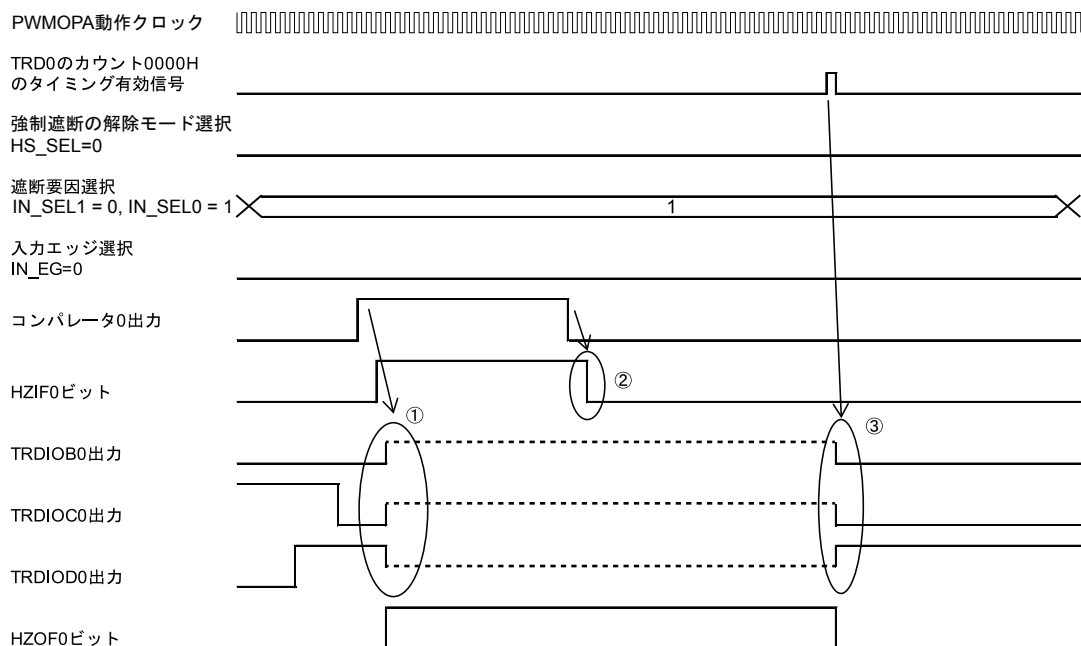 PWMOPA動作クロック
TRD0のカウント0000H
のタイミング有効信号
強制遮断の解除モード選択
HS_SEL=0
遮断要因選択
IN_SEL1 = 0, IN_SEL0 = 1
1
入力エッジ選択
IN_EG=0
コンパレータ0出力
HZIF0ビット
②
①
③
TRDIOB0出力
TRDIOC0出力
TRDIOD0出力
HZOF0ビット